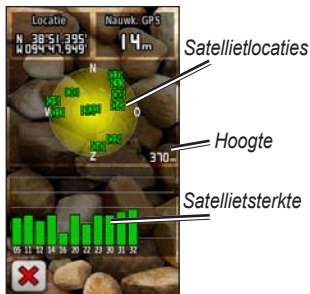 Locatie
Nauwk. GPS
N 38°51.395'
W094°47.949'
14m
Satellietlocaties
N
W
O
Z
Hoogte
370m
Satellietsterkte
05 11 12 14 16 20 22 23 30 31 32